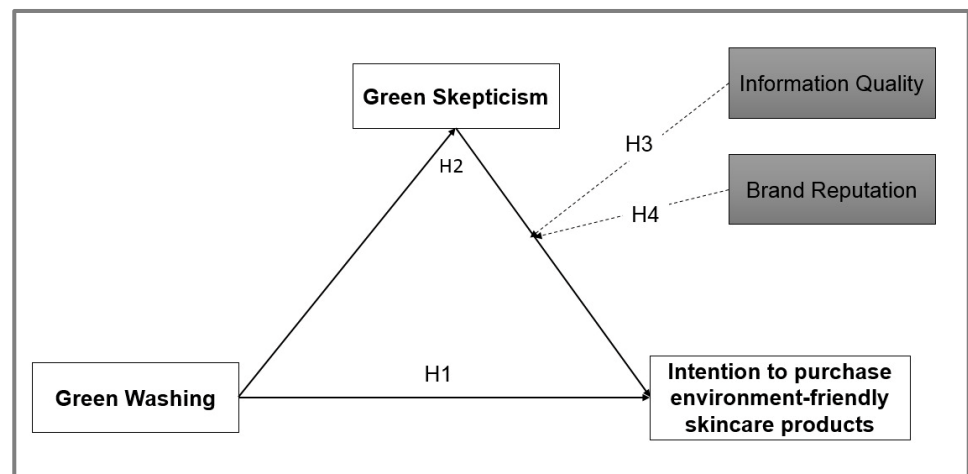 Green Skepticism
Information Quality
H3
H2
Brand Reputation
H4
H1
Green Washing
Intention to purchase
environment-friendly
skincare products